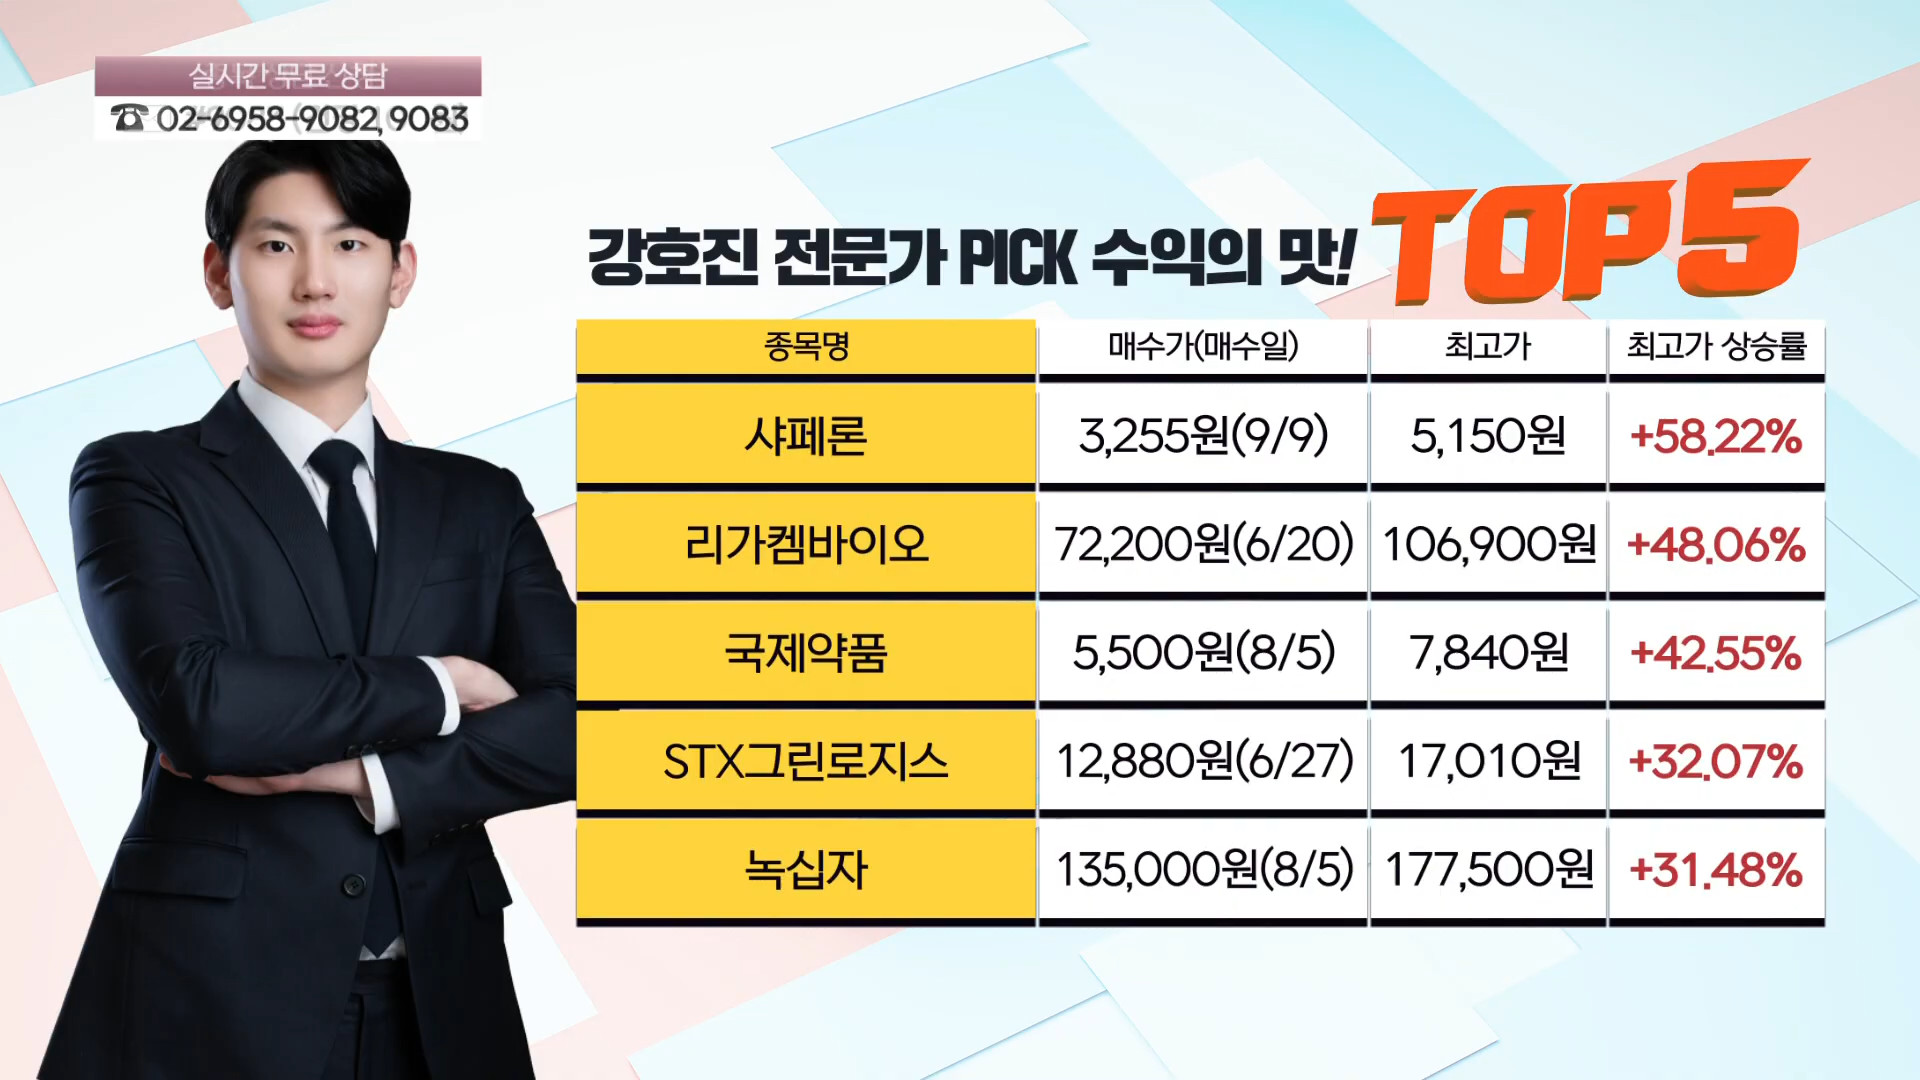 실시간 무료 상담
☎ 02-6958-9082, 9083
강호진 전문가 PICK 수익의 맛! TOP5
종목명 매수가(매수일) 최고가 최고가 상승률
샤페론 3,255원(9/9) 5,150원 +58.22%
리가켐바이오 72,200원(6/20) 106,900원 +48.06%
국제약품 5,500원(8/5) 7,840원 +42.55%
STX그린로지스 12,880원(6/27) 17,010원 +32.07%
녹십자 135,000원(8/5) 177,500원 +31.48%